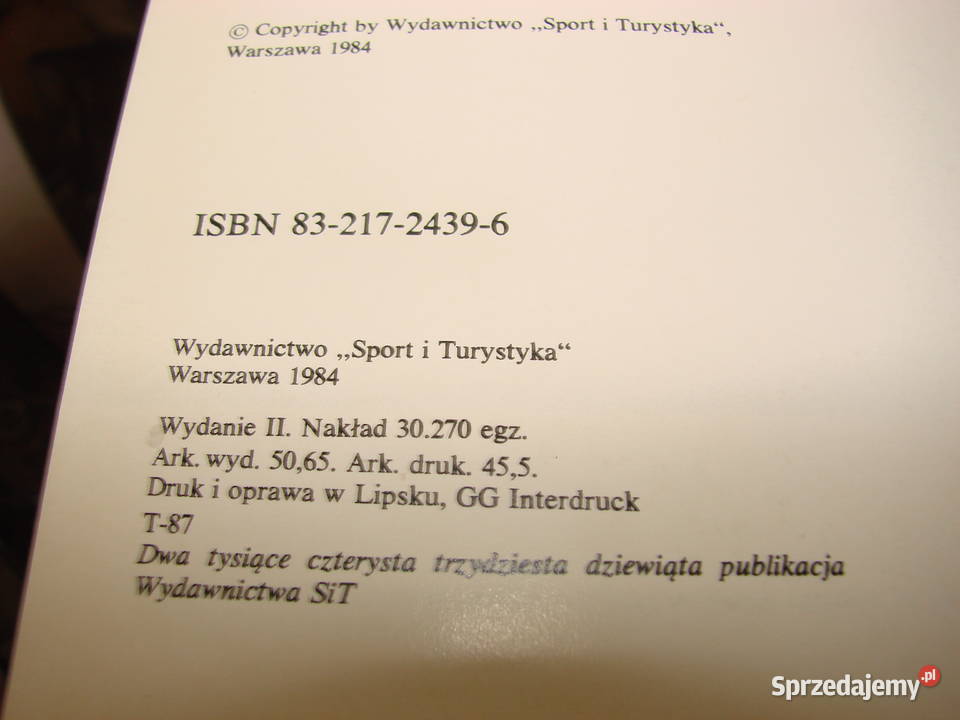 © Copyright by Wydawnictwo ,,Sport i Turystyka“,
Warszawa 1984
ISBN 83-217-2439-6
Wydawnictwo ,,Sport i Turystyka“
Warszawa 1984
Wydanie II. Nakład 30.270 egz.
Ark. wyd. 50,65. Ark. druk. 45,5.
Druk i oprawa w Lipsku, GG Interdruck
T-87
Dwa tysiące czterysta trzydziesta dziewiąta publikacja
Wydawnictwa SiT
Sprzedajemy.pl